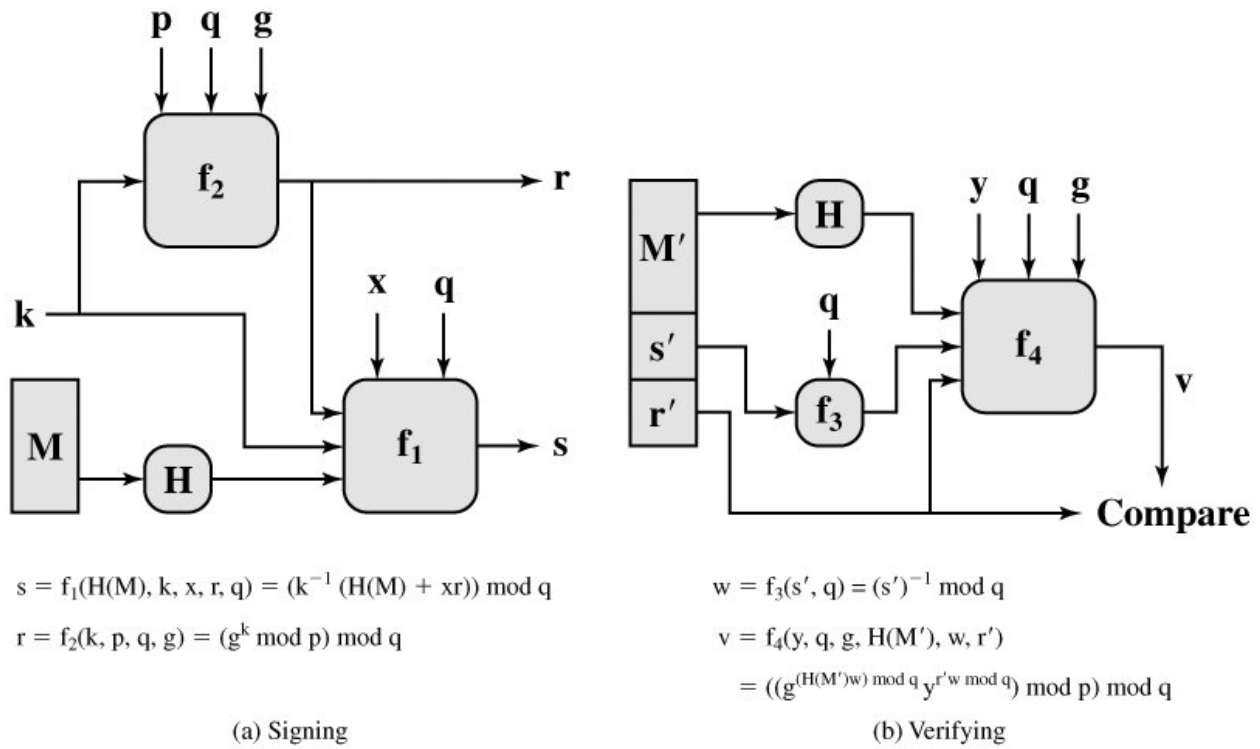 p q g
f₂
r
k
x q
M
H
f₁
s
s = f₁(H(M), k, x, r, q) = (k⁻¹ (H(M) + xr)) mod q
r = f₂(k, p, q, g) = (gᵏ mod p) mod q
(a) Signing
y q g
M′
H
q
s′
f₄
r′
f₃
v
Compare
w = f₃(s′, q) = (s′)⁻¹ mod q
v = f₄(y, q, g, H(M′), w, r′)
= ((g^(H(M′)w) mod q y^r′w mod q) mod p) mod q
(b) Verifying